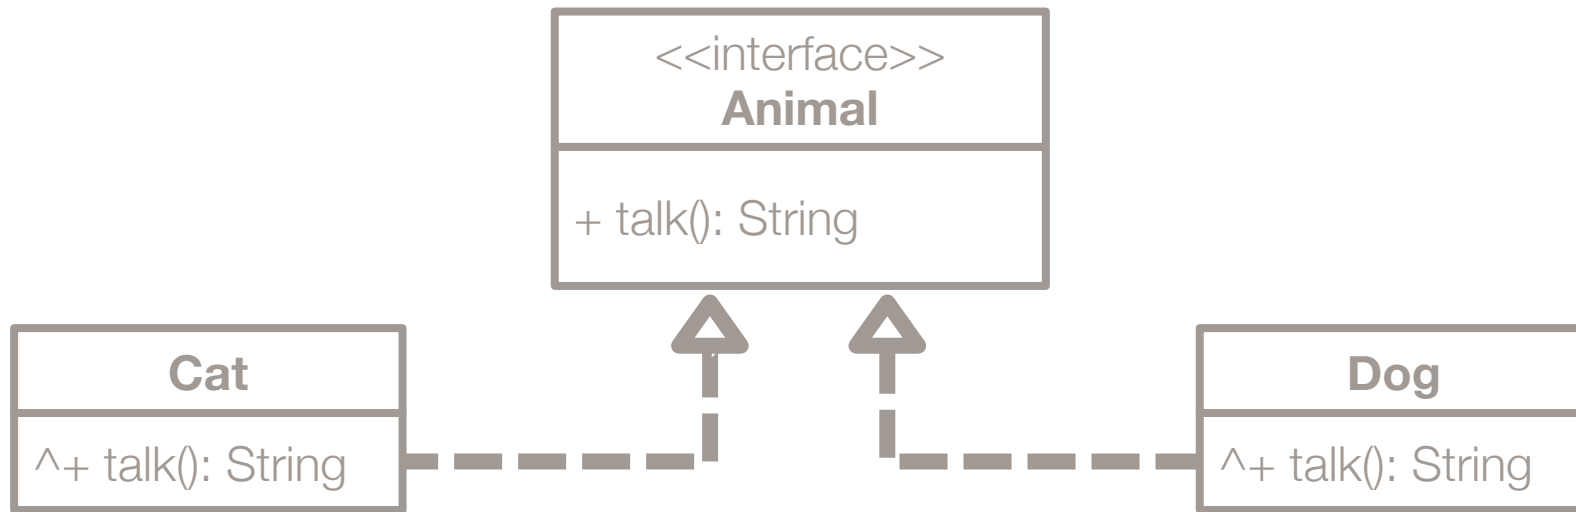 <<interface>>
Animal
+ talk(): String
Cat
^+ talk(): String
Dog
^+ talk(): String